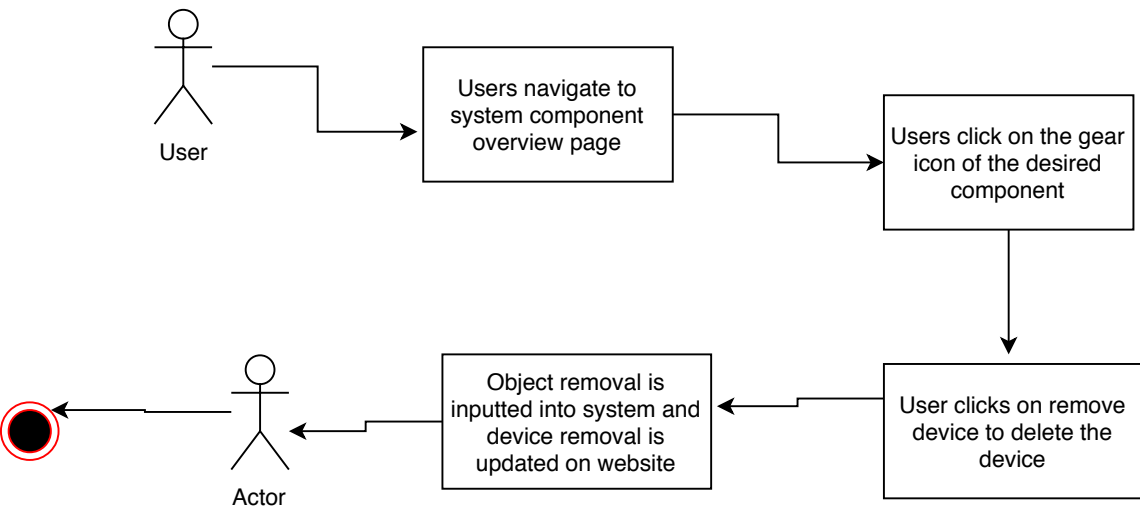 User
Users navigate to
system component
overview page
Users click on the gear
icon of the desired
component
User clicks on remove
device to delete the
device
Object removal is
inputted into system and
device removal is
updated on website
Actor